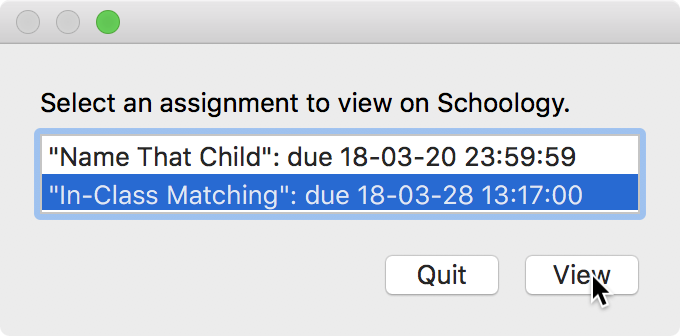 Select an assignment to view on Schoology.
"Name That Child": due 18-03-20 23:59:59
"In-Class Matching": due 18-03-28 13:17:00
Quit View